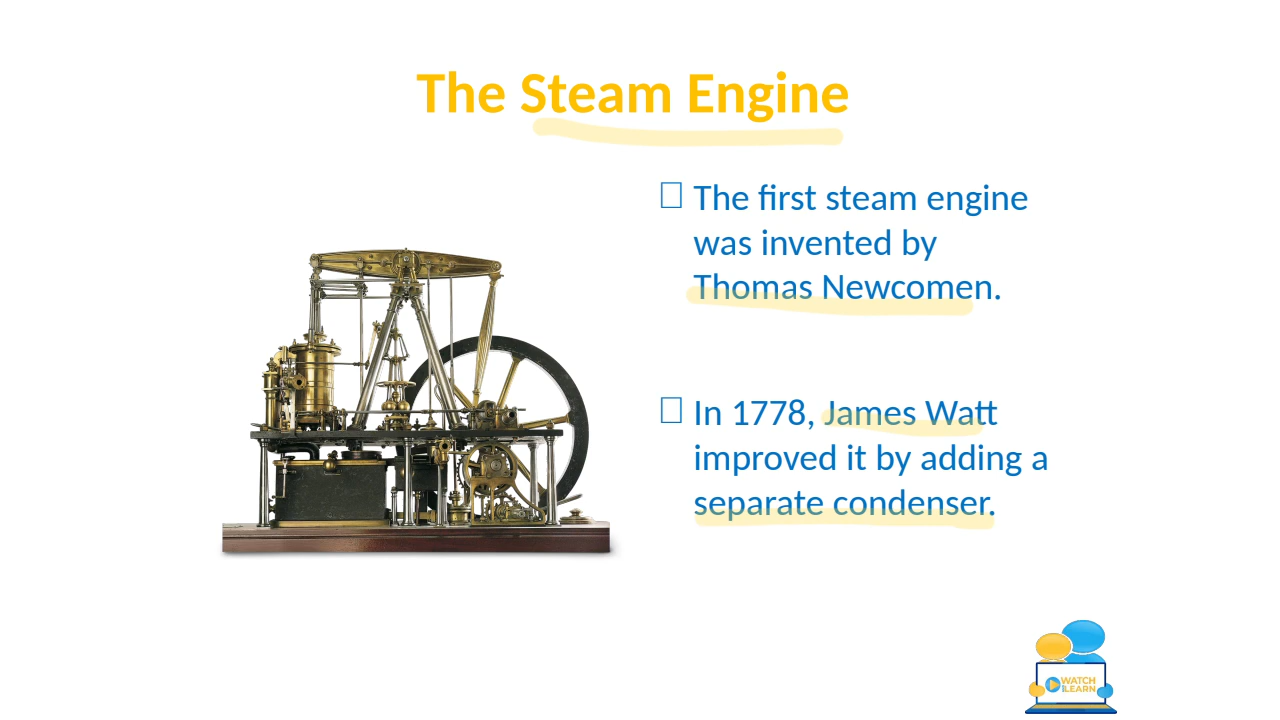 The Steam Engine
The first steam engine
was invented by
Thomas Newcomen.
In 1778, James Watt
improved it by adding a
separate condenser.
WATCH
LEARN